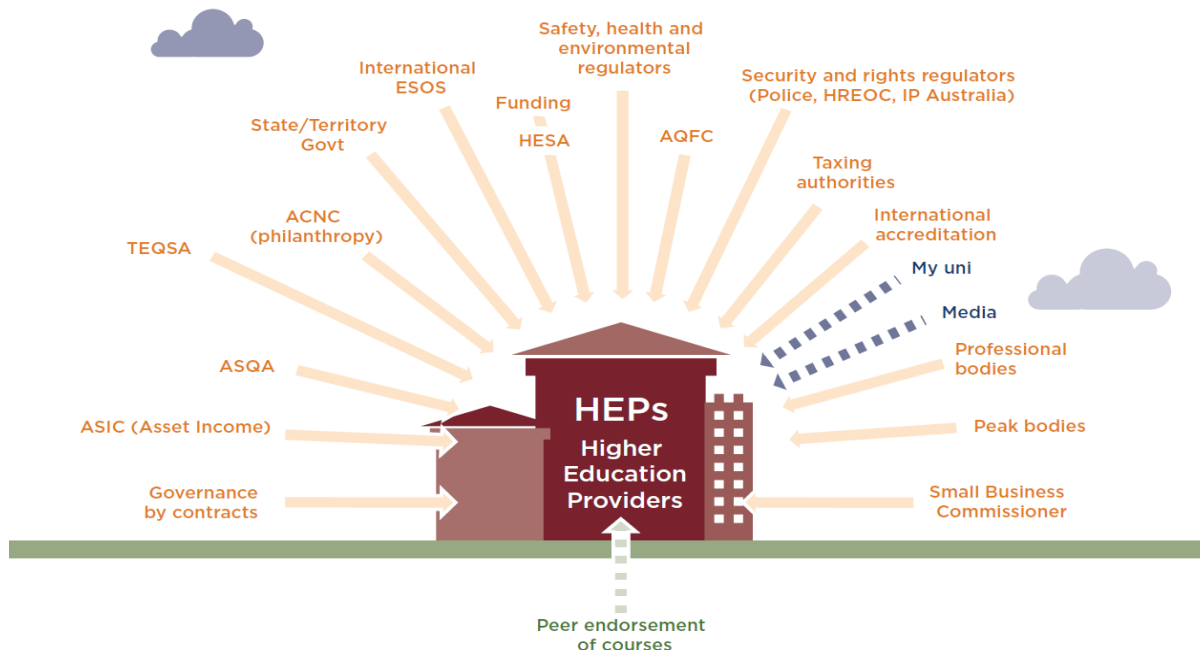 Safety, health and
environmental
regulators
International
ESOS
Security and rights regulators
(Police, HREOC, IP Australia)
Funding
HESA
State/Territory
Govt
AQFC
Taxing
authorities
ACNC
(philanthropy)
International
accreditation
TEQSA
My uni
Media
Professional
bodies
ASQA
ASIC (Asset Income)
Peak bodies
HEPs
Higher
Education
Providers
Governance
by contracts
Small Business
Commissioner
Peer endorsement
of courses